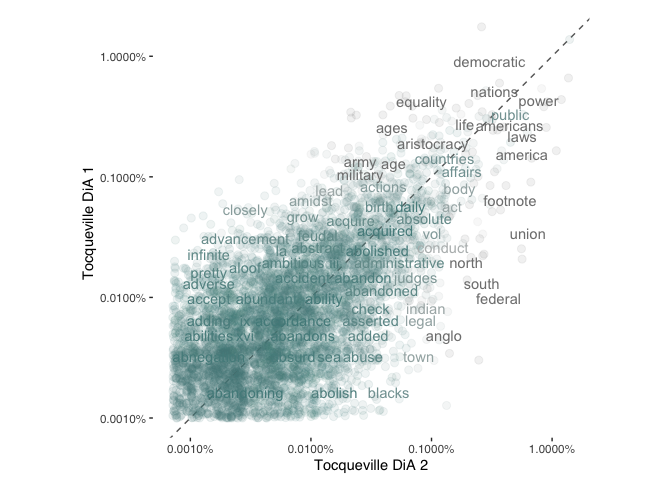 1.0000%
democratic
nations
power
equality
public
ages
life
americans
laws
aristocracy
america
countries
army
age
affairs
0.1000%
military
lead
actions
body
amidst
footnote
closely
birth
daily
act
grow
acquire
absolute
acquired
vol
union
advancement
feudal
la
abstract
abolished
conduct
infinite
ambitious
ill
administrative
north
pretty
aloof
accident
abandon
judges
adverse
south
abandoned
0.0100%
accept
abundant
ability
federal
check
indian
adding
ix
accordance
asserted
legal
abilities
xvi
abandons
added
anglo
abnegation
absurd
sea
abuse
town
abandoning
abolish
blacks
0.0010%
0.0010%
0.0100%
0.1000%
1.0000%
Tocqueville DiA 2
Tocqueville DiA 1